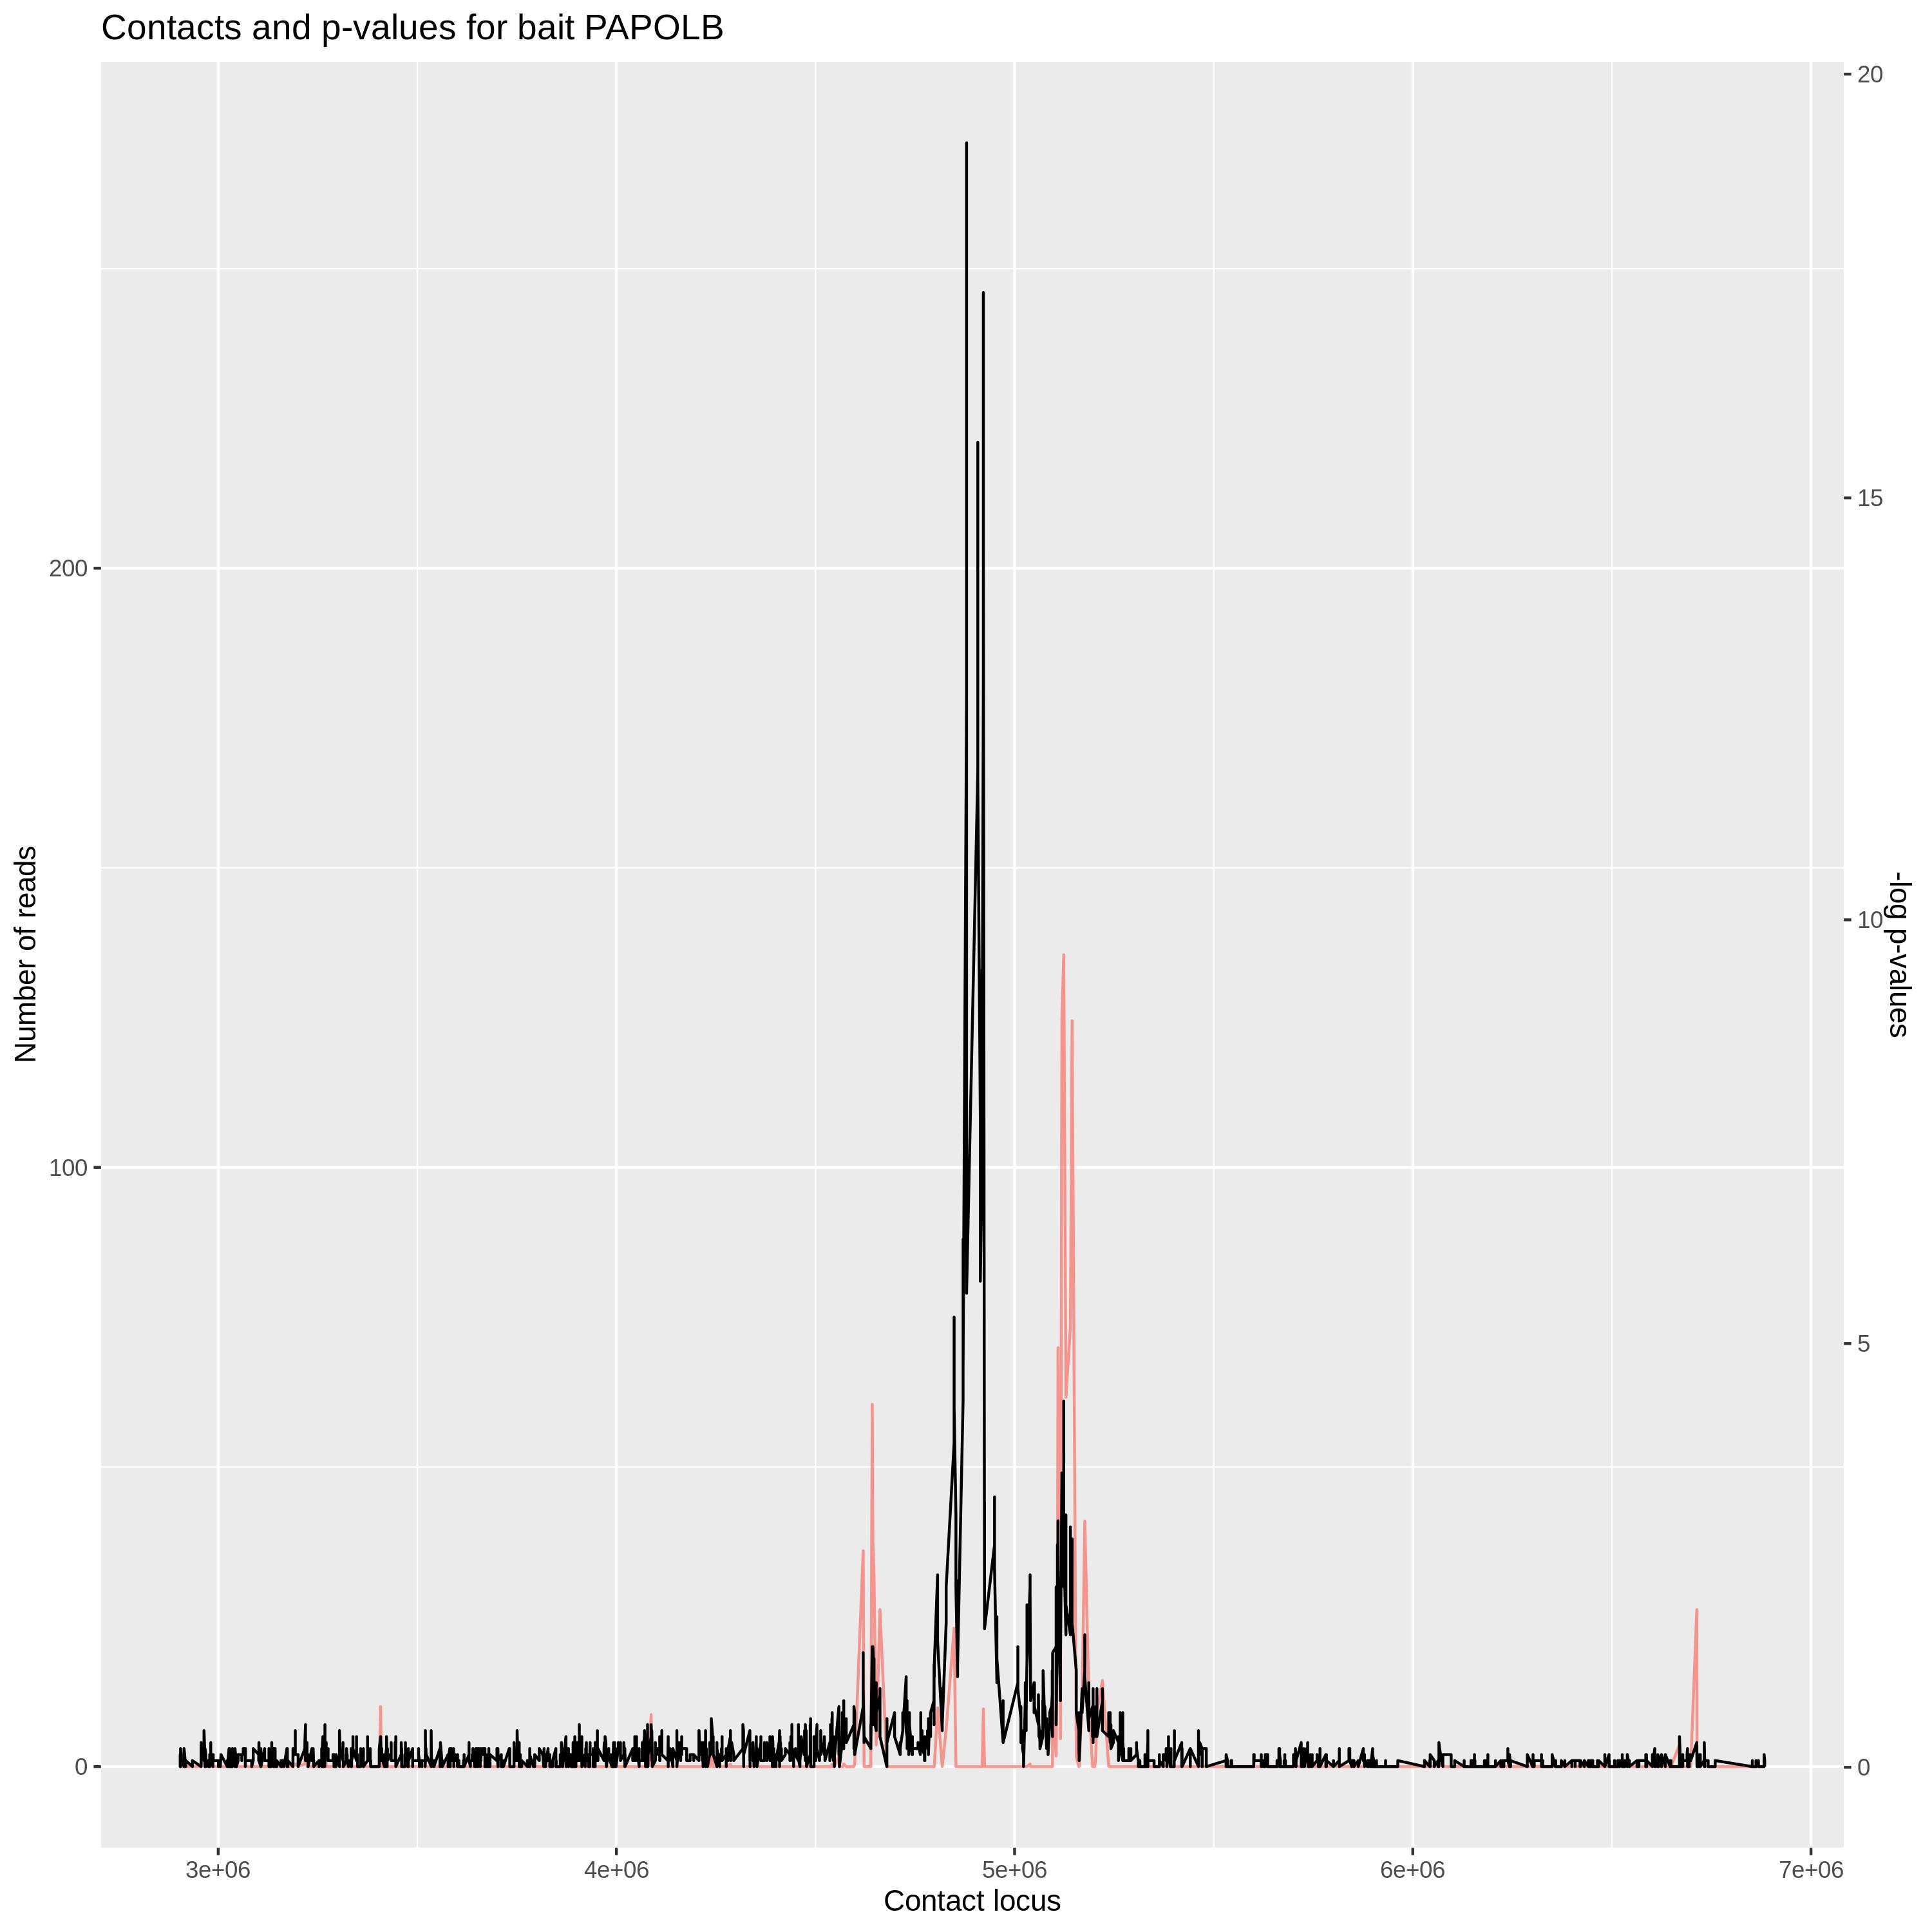 Contacts and p-values for bait PAPOLB
20
15
200
10
100
5
0
0
Number of reads
-log p-values
3e+06
4e+06
5e+06
6e+06
7e+06
Contact locus